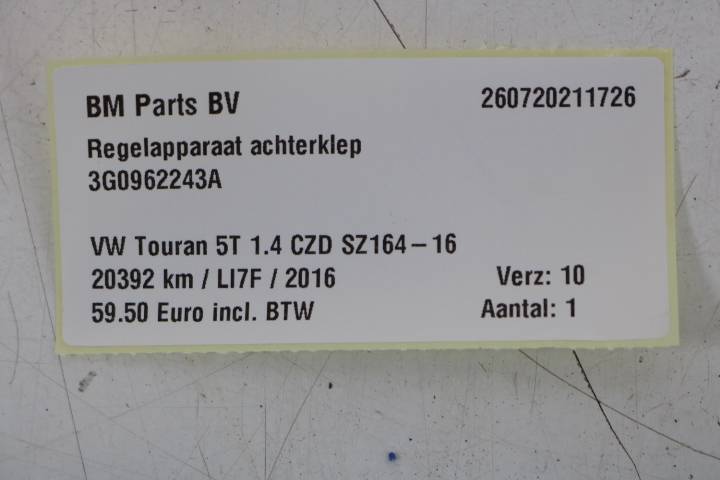 BM Parts BV 260720211726
Regelapparaat achterklep
3G0962243A
VW Touran 5T 1.4 CZD SZ164-16
20392 km / LI7F / 2016 Verz: 10
59.50 Euro incl. BTW Aantal: 1